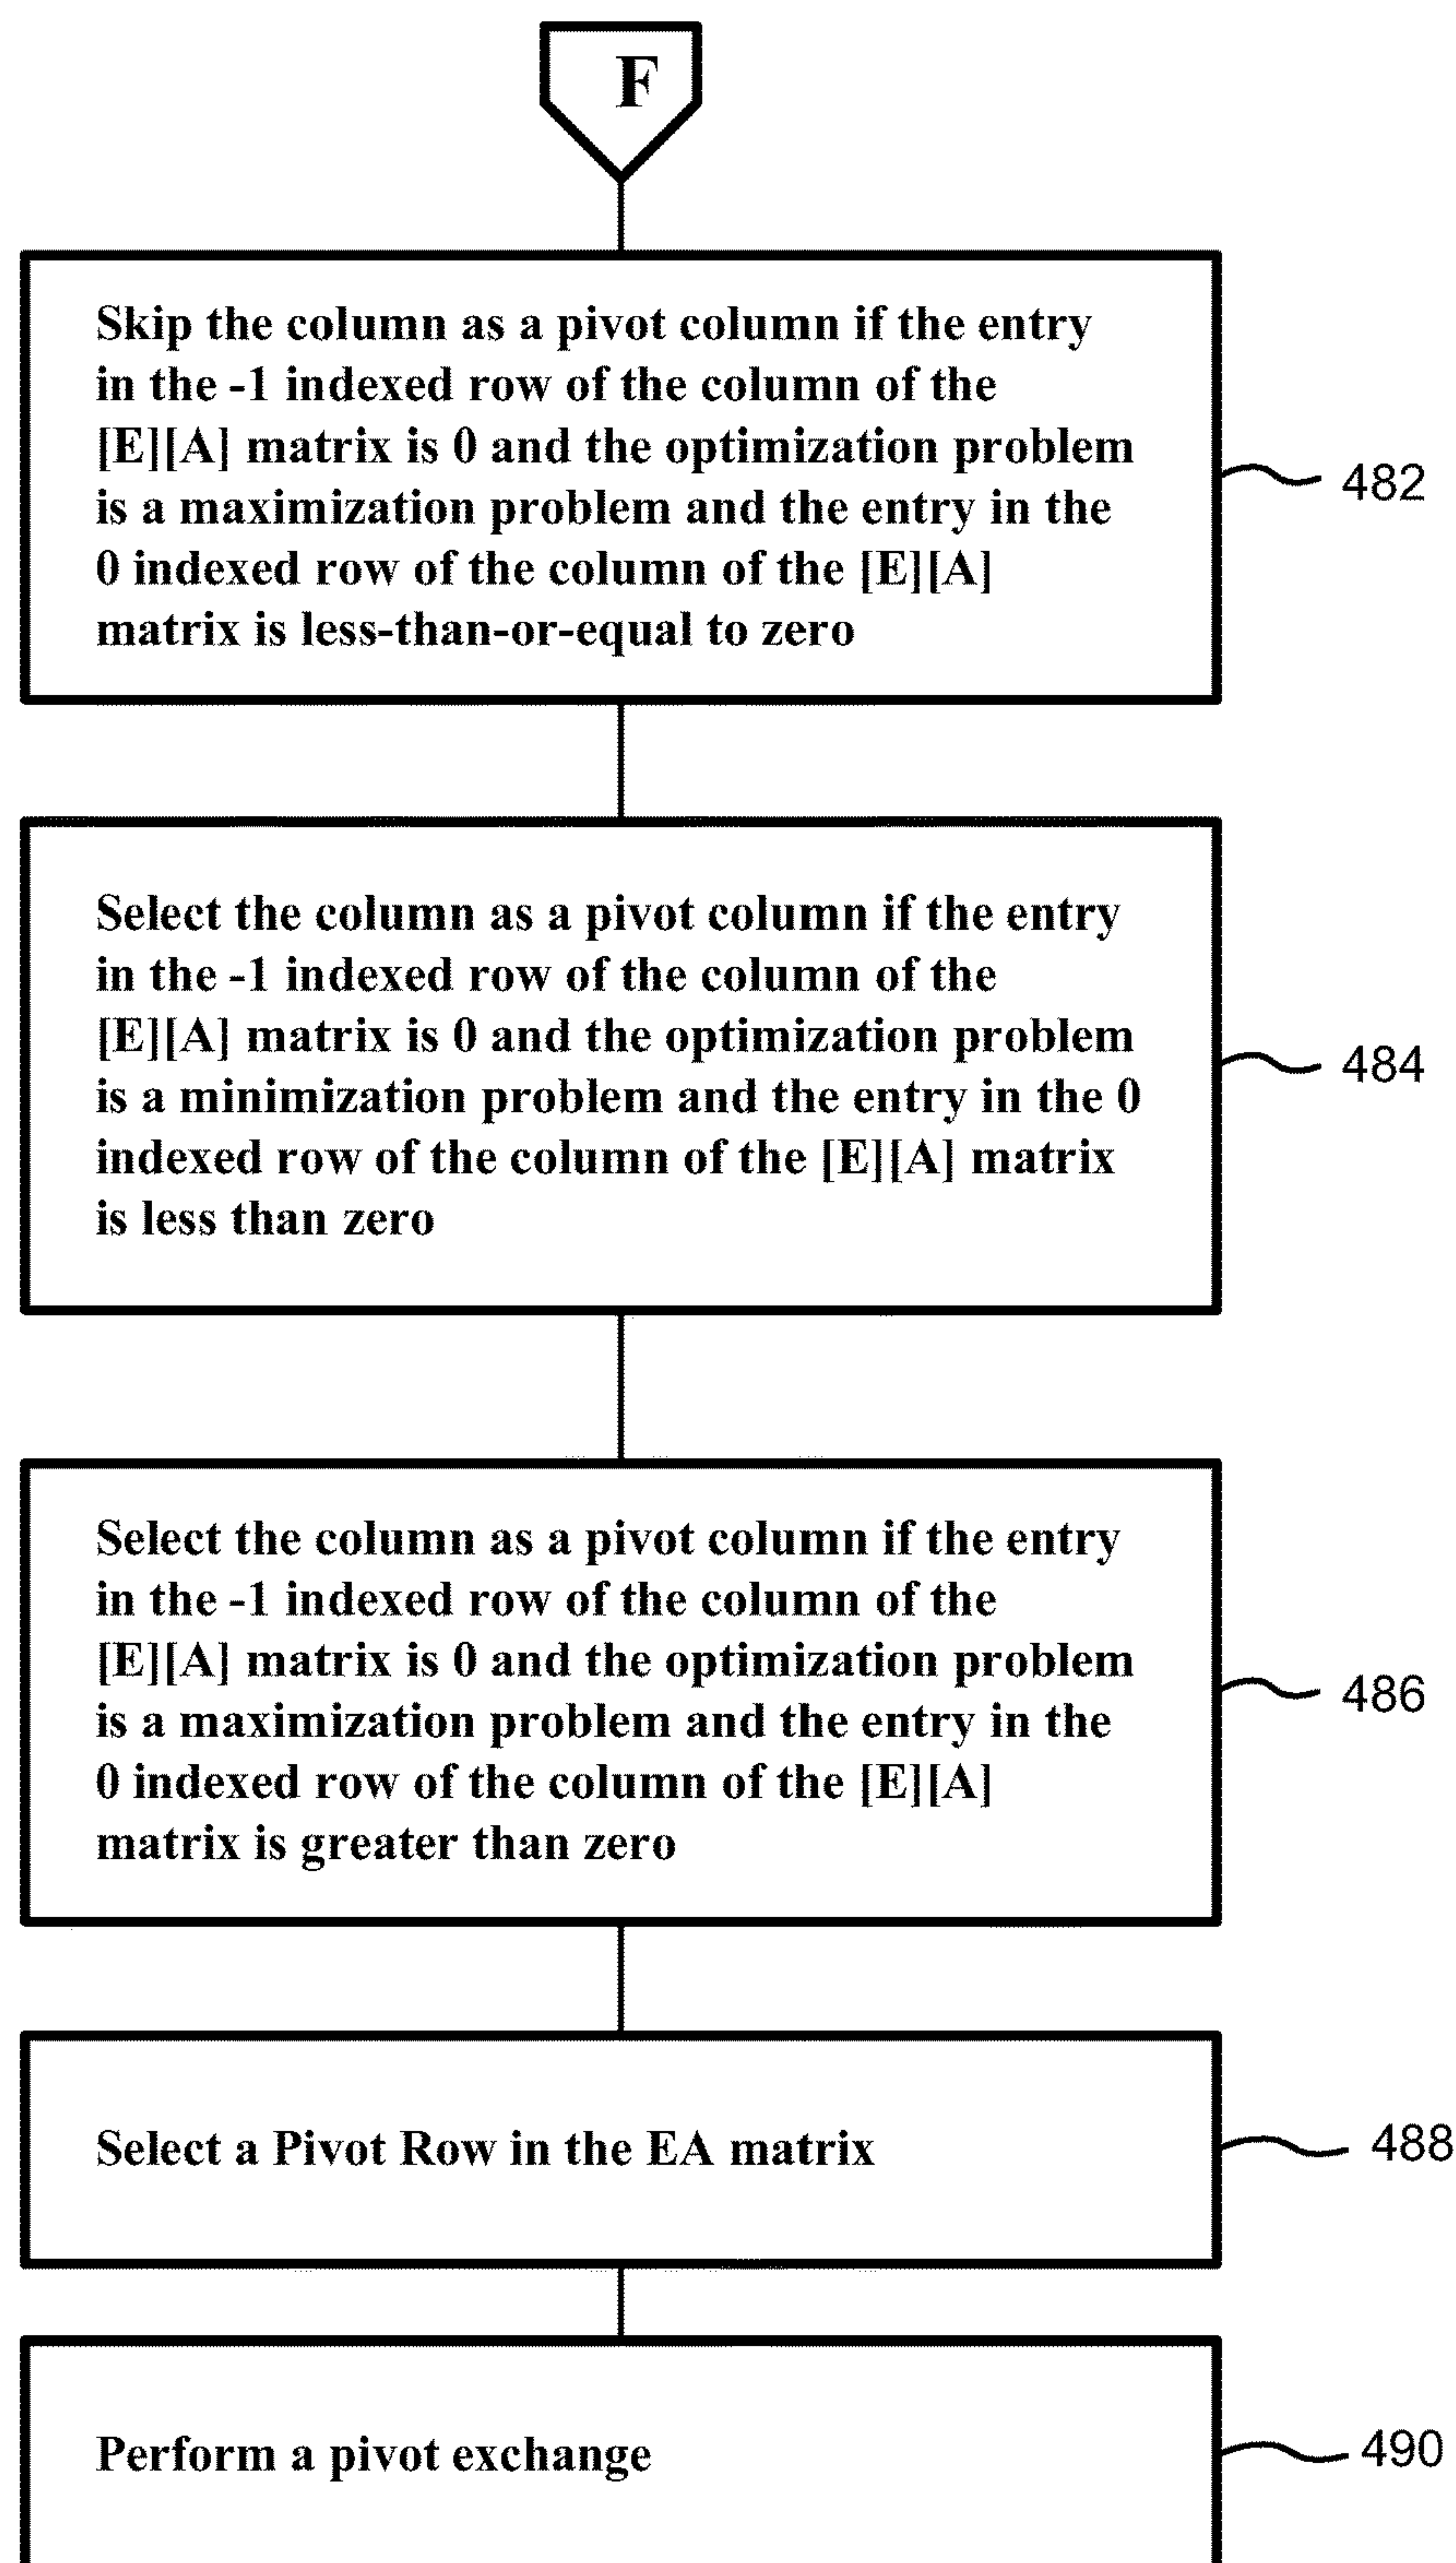 F
Skip the column as a pivot column if the entry
in the -1 indexed row of the column of the
[E][A] matrix is 0 and the optimization problem
is a maximization problem and the entry in the
0 indexed row of the column of the [E][A]
matrix is less-than-or-equal to zero
482
Select the column as a pivot column if the entry
in the -1 indexed row of the column of the
[E][A] matrix is 0 and the optimization problem
is a minimization problem and the entry in the 0
indexed row of the column of the [E][A] matrix
is less than zero
484
Select the column as a pivot column if the entry
in the -1 indexed row of the column of the
[E][A] matrix is 0 and the optimization problem
is a maximization problem and the entry in the
0 indexed row of the column of the [E][A]
matrix is greater than zero
486
Select a Pivot Row in the EA matrix
488
Perform a pivot exchange
490